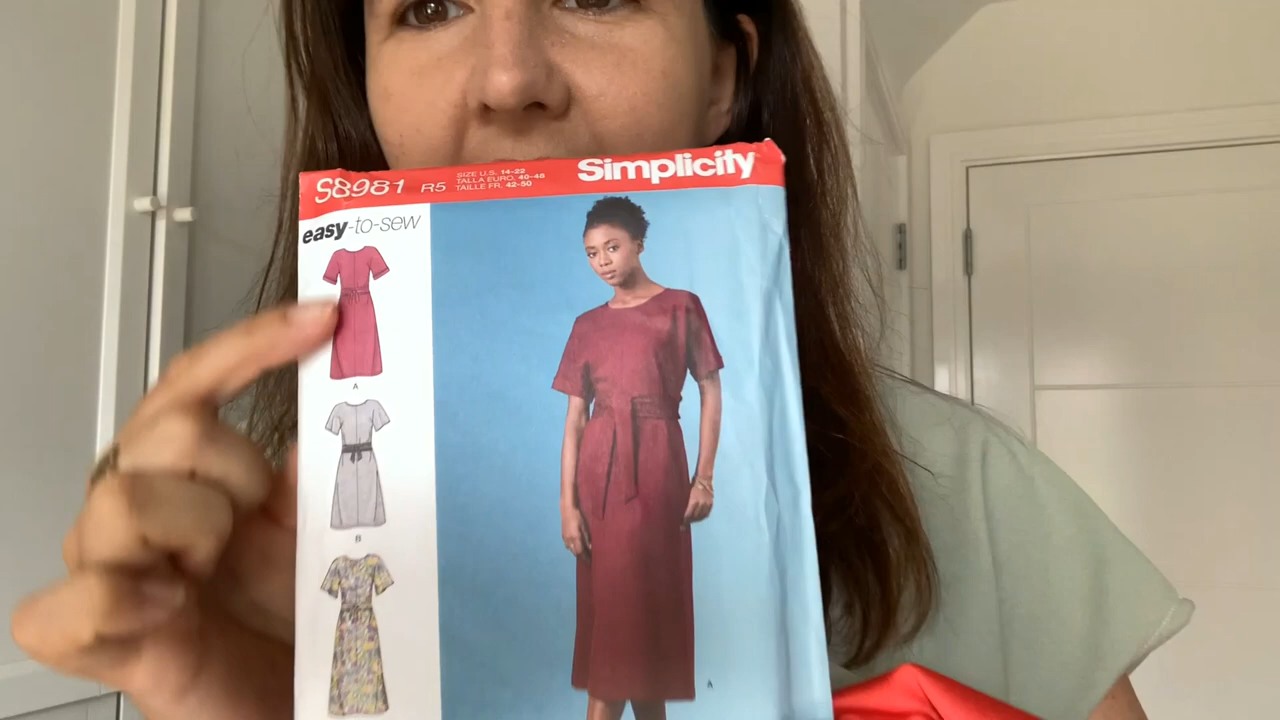 S8981 R5
SIZE U.S. 14-22
TALLA EURO. 40-48
TAILLE FR. 42-50
Simplicity
easy-to-sew
A
B
A